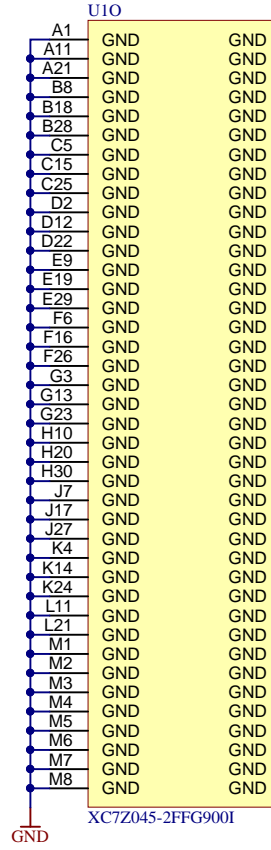 U1O
A1 GND GND
A11 GND GND
A21 GND GND
B8 GND GND
B18 GND GND
B28 GND GND
C5 GND GND
C15 GND GND
C25 GND GND
D2 GND GND
D12 GND GND
D22 GND GND
E9 GND GND
E19 GND GND
E29 GND GND
F6 GND GND
F16 GND GND
F26 GND GND
G3 GND GND
G13 GND GND
G23 GND GND
H10 GND GND
H20 GND GND
H30 GND GND
J7 GND GND
J17 GND GND
J27 GND GND
K4 GND GND
K14 GND GND
K24 GND GND
L11 GND GND
L21 GND GND
M1 GND GND
M2 GND GND
M3 GND GND
M4 GND GND
M5 GND GND
M6 GND GND
M7 GND GND
M8 GND GND
XC7Z045-2FFG900I
GND